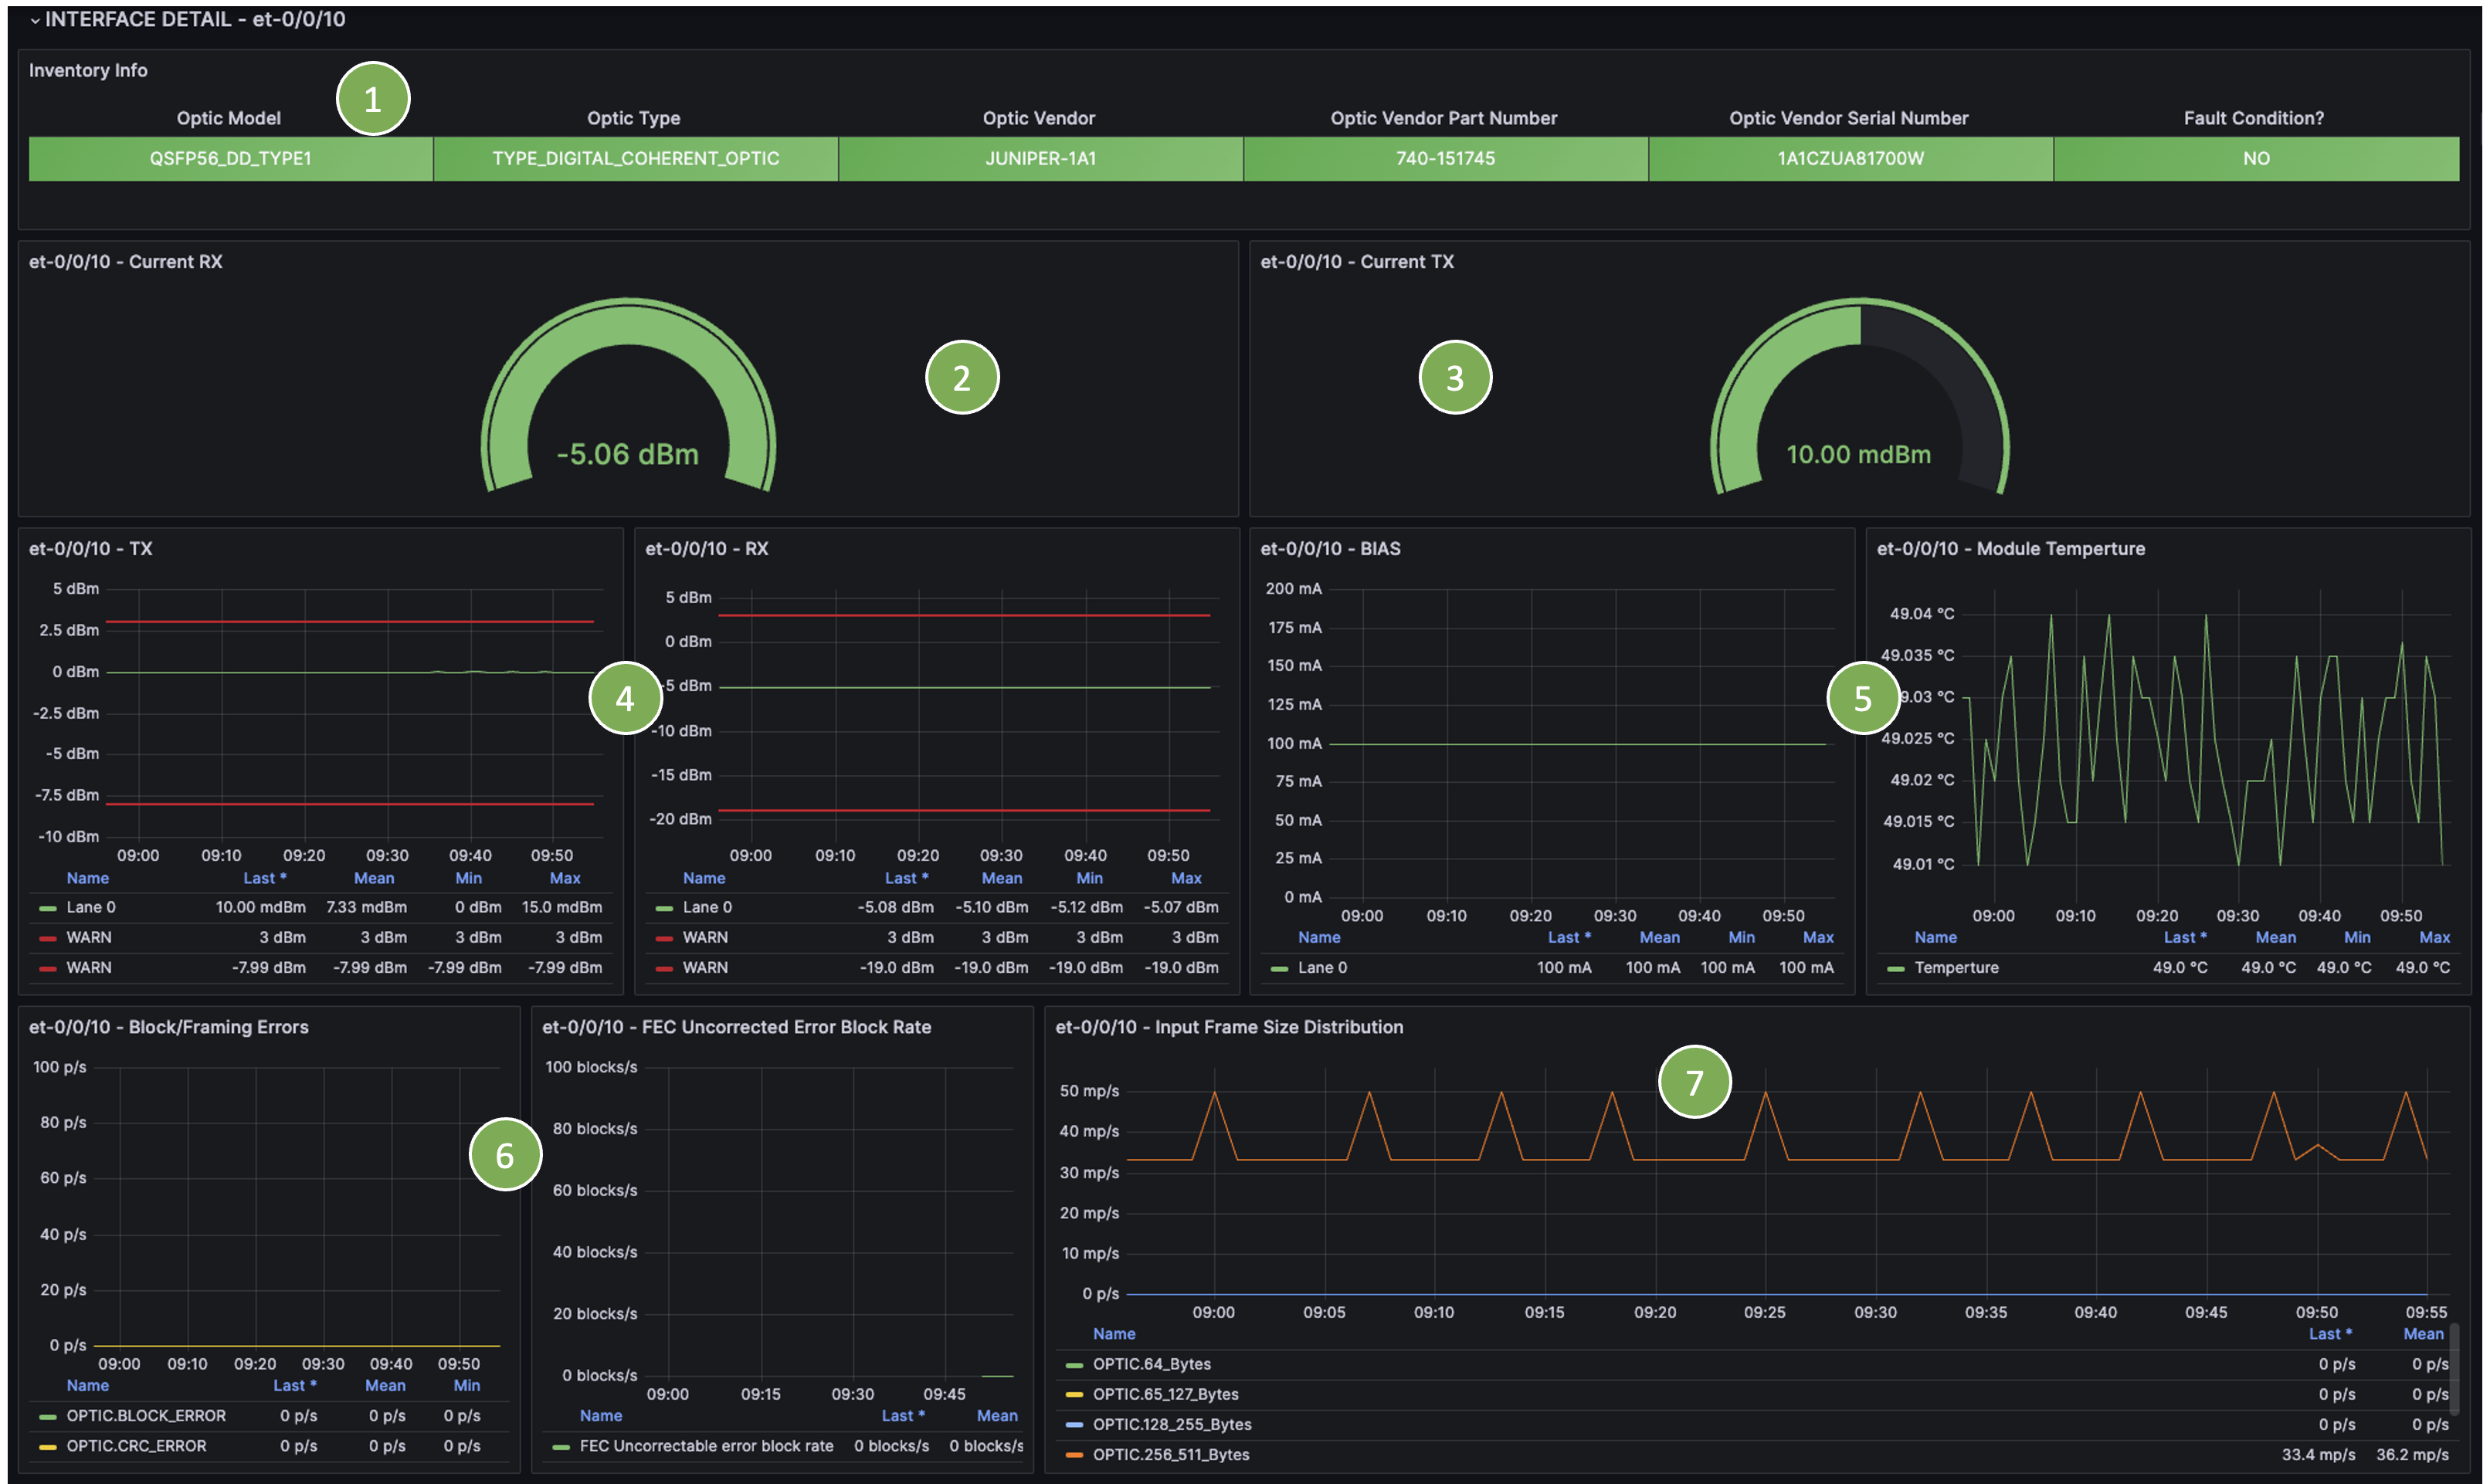 INTERFACE DETAIL - et-0/0/10
Inventory Info
1
Optic Model Optic Type Optic Vendor Optic Vendor Part Number Optic Vendor Serial Number Fault Condition?
QSFP56_DD_TYPE1 TYPE_DIGITAL_COHERENT_OPTIC JUNIPER-1A1 740-151745 1A1CZUA81700W NO
et-0/0/10 - Current RX
-5.06 dBm
2
et-0/0/10 - Current TX
3
10.00 mdBm
et-0/0/10 - TX
5 dBm
2.5 dBm
0 dBm
-2.5 dBm
-5 dBm
-7.5 dBm
-10 dBm
09:00 09:10 09:20 09:30 09:40 09:50
Name Last * Mean Min Max
Lane 0 10.00 mdBm 7.33 mdBm 0 dBm 15.0 mdBm
WARN 3 dBm 3 dBm 3 dBm 3 dBm
WARN -7.99 dBm -7.99 dBm -7.99 dBm -7.99 dBm
4
et-0/0/10 - RX
5 dBm
0 dBm
-5 dBm
-10 dBm
-15 dBm
-20 dBm
09:00 09:10 09:20 09:30 09:40 09:50
Name Last * Mean Min Max
Lane 0 -5.08 dBm -5.10 dBm -5.12 dBm -5.07 dBm
WARN 3 dBm 3 dBm 3 dBm 3 dBm
WARN -19.0 dBm -19.0 dBm -19.0 dBm -19.0 dBm
et-0/0/10 - BIAS
200 mA
175 mA
150 mA
125 mA
100 mA
75 mA
50 mA
25 mA
0 mA
09:00 09:10 09:20 09:30 09:40 09:50
Name Last * Mean Min Max
Lane 0 100 mA 100 mA 100 mA 100 mA
5
et-0/0/10 - Module Temperture
49.04 °C
49.035 °C
9.03 °C
49.025 °C
49.02 °C
49.015 °C
49.01 °C
09:00 09:10 09:20 09:30 09:40 09:50
Name Last * Mean Min Max
Temperture 49.0 °C 49.0 °C 49.0 °C 49.0 °C
et-0/0/10 - Block/Framing Errors
100 p/s
80 p/s
60 p/s
40 p/s
20 p/s
0 p/s
09:00 09:10 09:20 09:30 09:40 09:50
Name Last * Mean Min
OPTIC.BLOCK_ERROR 0 p/s 0 p/s 0 p/s
OPTIC.CRC_ERROR 0 p/s 0 p/s 0 p/s
6
et-0/0/10 - FEC Uncorrected Error Block Rate
100 blocks/s
80 blocks/s
60 blocks/s
40 blocks/s
20 blocks/s
0 blocks/s
09:00 09:15 09:30 09:45
Name Last * Mean
FEC Uncorrectable error block rate 0 blocks/s 0 blocks/s
et-0/0/10 - Input Frame Size Distribution
7
50 mp/s
40 mp/s
30 mp/s
20 mp/s
10 mp/s
0 p/s
09:00 09:05 09:10 09:15 09:20 09:25 09:30 09:35 09:40 09:45 09:50 09:55
Name Last * Mean
OPTIC.64_Bytes 0 p/s 0 p/s
OPTIC.65_127_Bytes 0 p/s 0 p/s
OPTIC.128_255_Bytes 0 p/s 0 p/s
OPTIC.256_511_Bytes 33.4 mp/s 36.2 mp/s